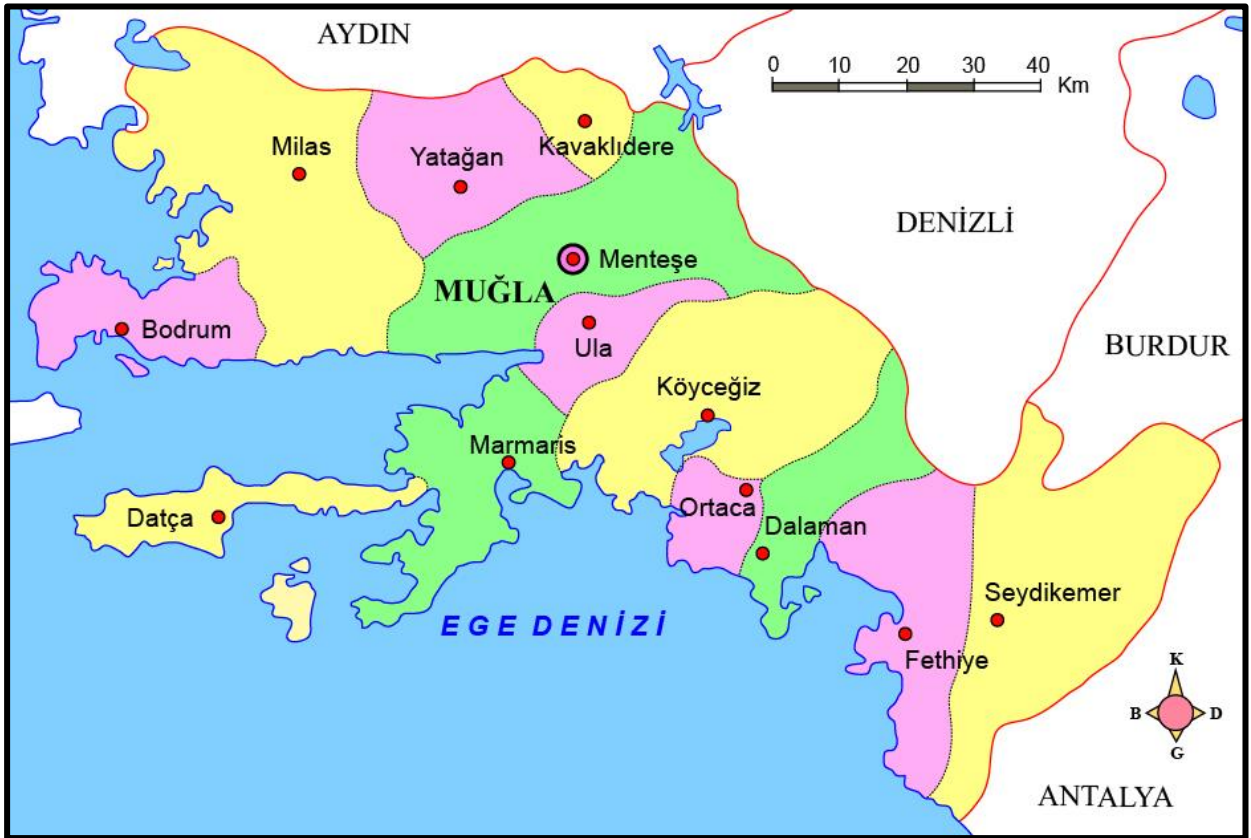 AYDIN
0 10 20 30 40
Km
Kavaklıdere
Milas
Yatağan
DENİZLİ
Menteşe
MUĞLA
Bodrum
Ula
BURDUR
Köyceğiz
Marmaris
Ortaca
Datça
Dalaman
Seydikemer
EGE DENİZİ
Fethiye
K
B D
G
ANTALYA